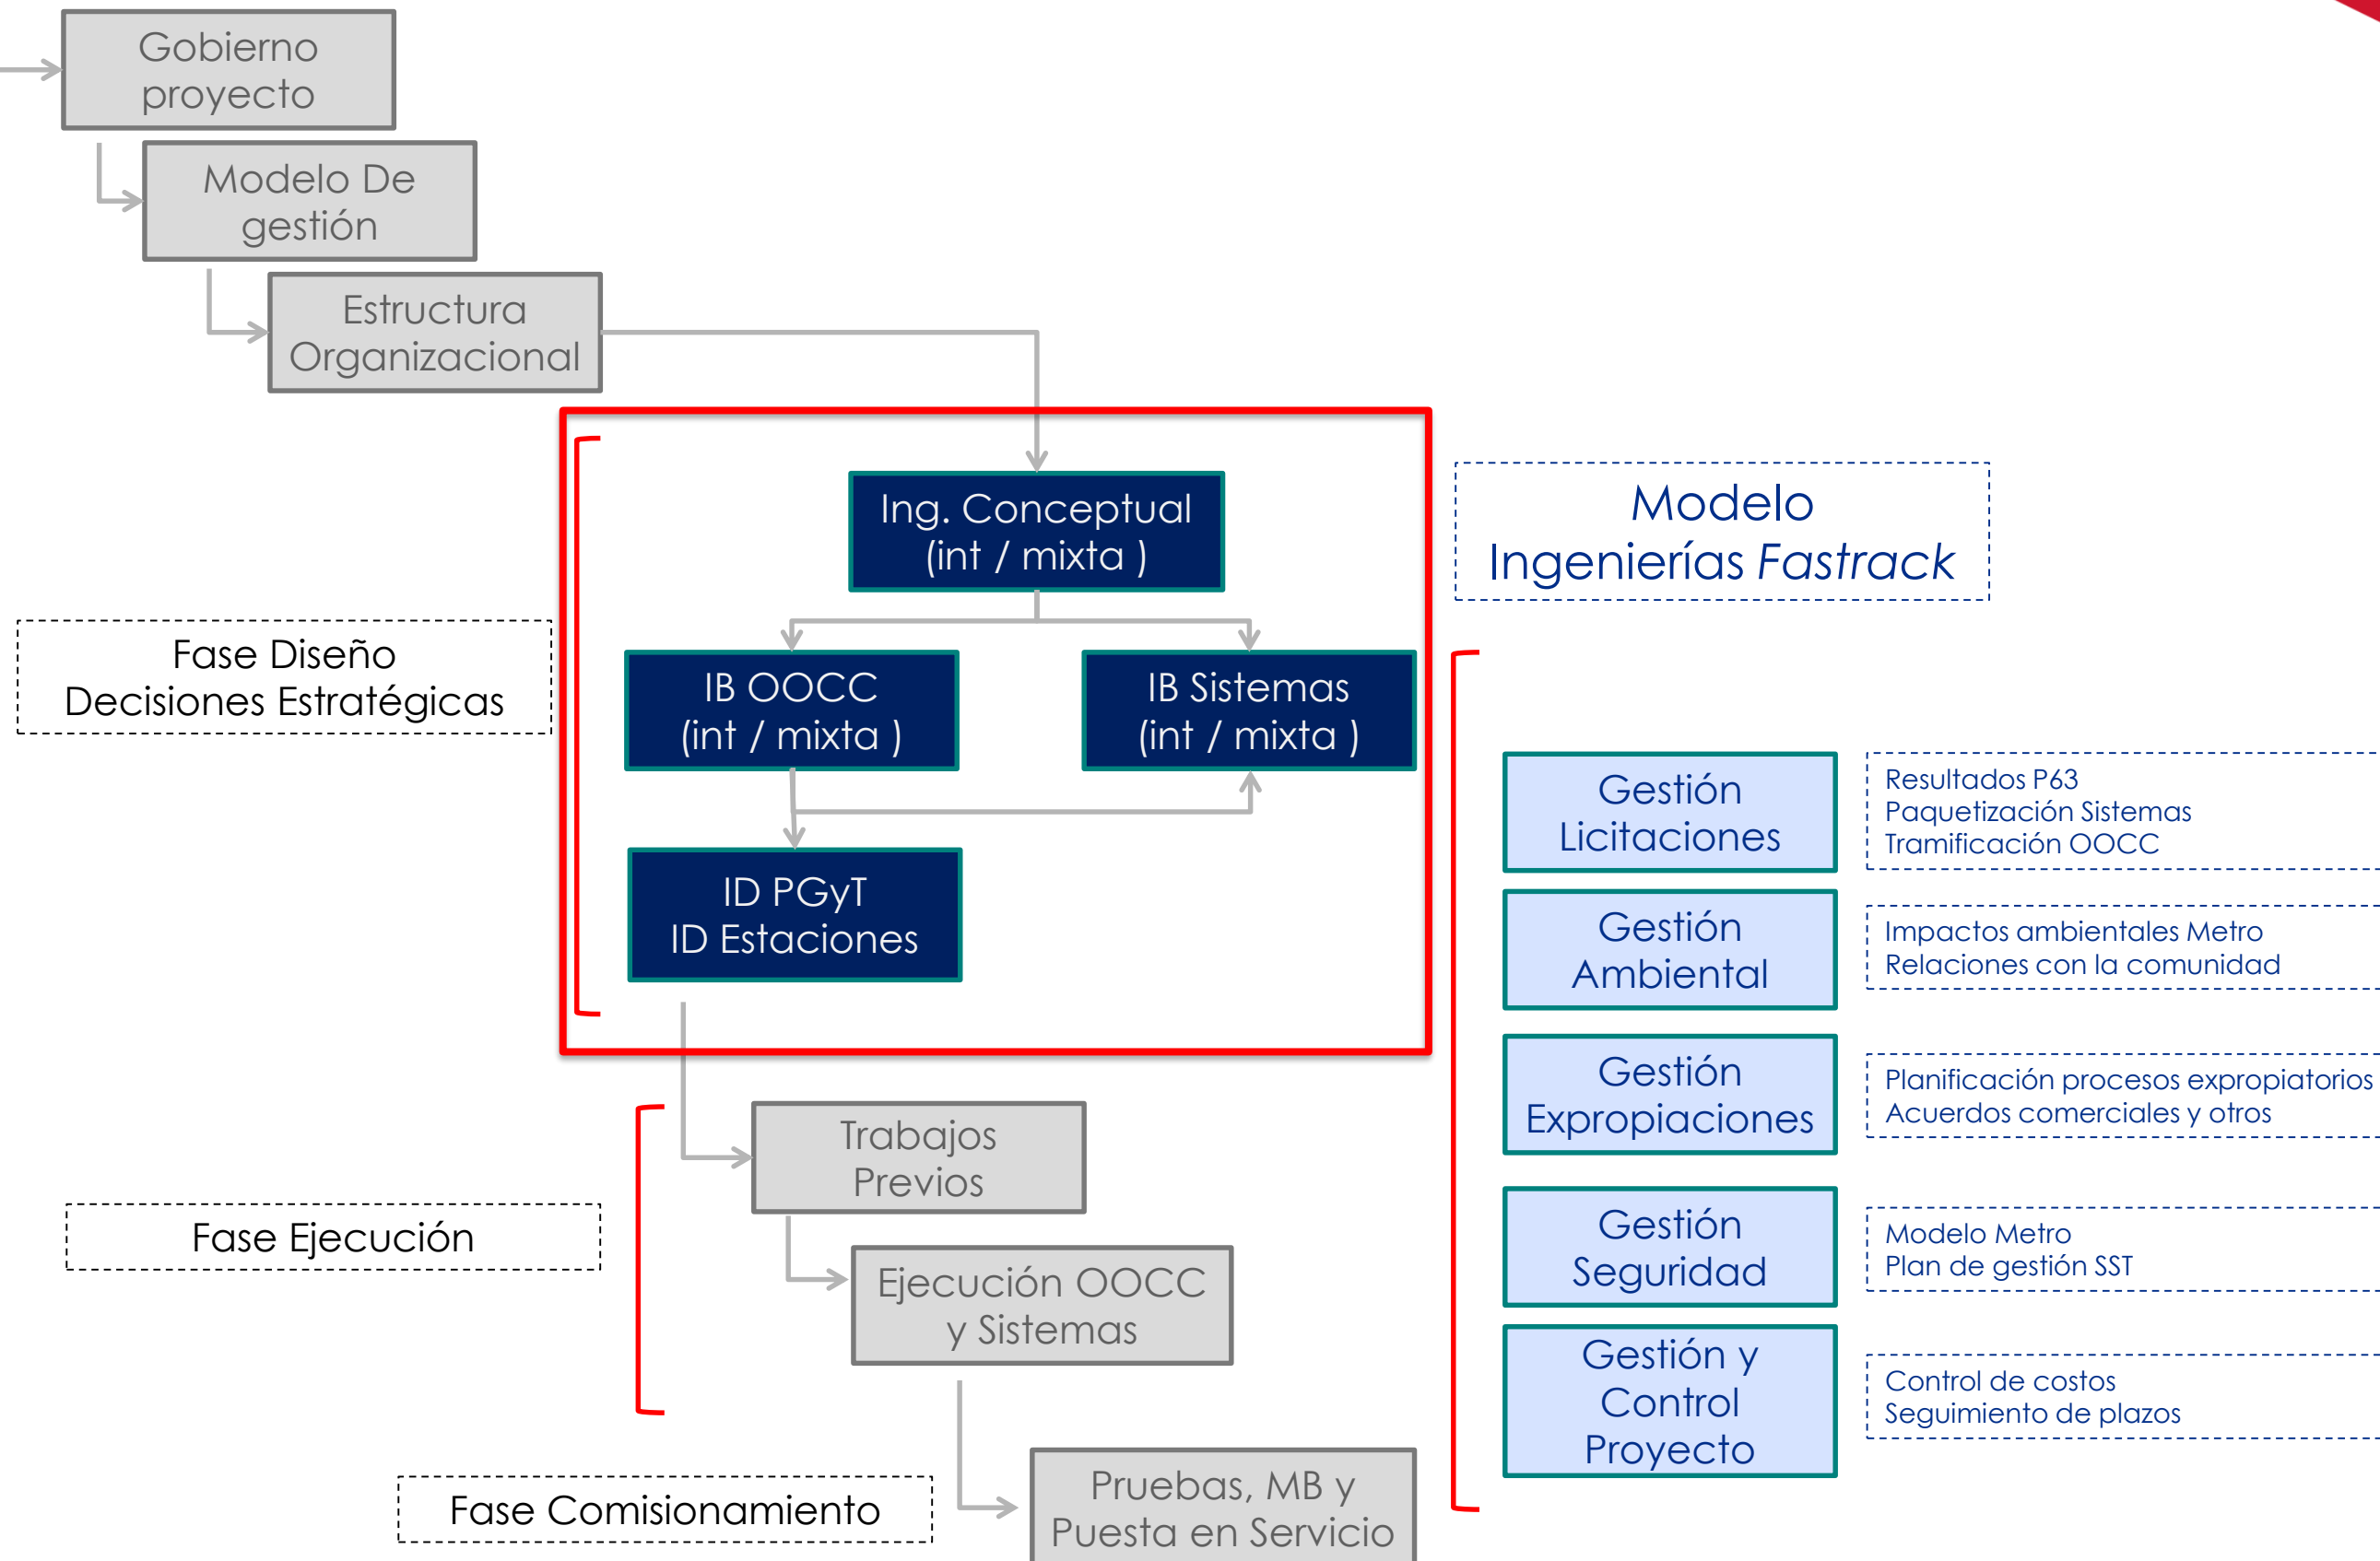 Gobierno
proyecto
Modelo De
gestión
Estructura
Organizacional
Ing. Conceptual
(int / mixta )
Modelo
Ingenierías Fastrack
Fase Diseño
Decisiones Estratégicas
IB OOCC
(int / mixta )
IB Sistemas
(int / mixta )
ID PGyT
ID Estaciones
Gestión
Licitaciones
Resultados P63
Paquetización Sistemas
Tramificación OOCC
Gestión
Ambiental
Impactos ambientales Metro
Relaciones con la comunidad
Gestión
Expropiaciones
Planificación procesos expropiatorios
Acuerdos comerciales y otros
Trabajos
Previos
Fase Ejecución
Gestión
Seguridad
Modelo Metro
Plan de gestión SST
Ejecución OOCC
y Sistemas
Gestión y
Control
Proyecto
Control de costos
Seguimiento de plazos
Fase Comisionamiento
Pruebas, MB y
Puesta en Servicio